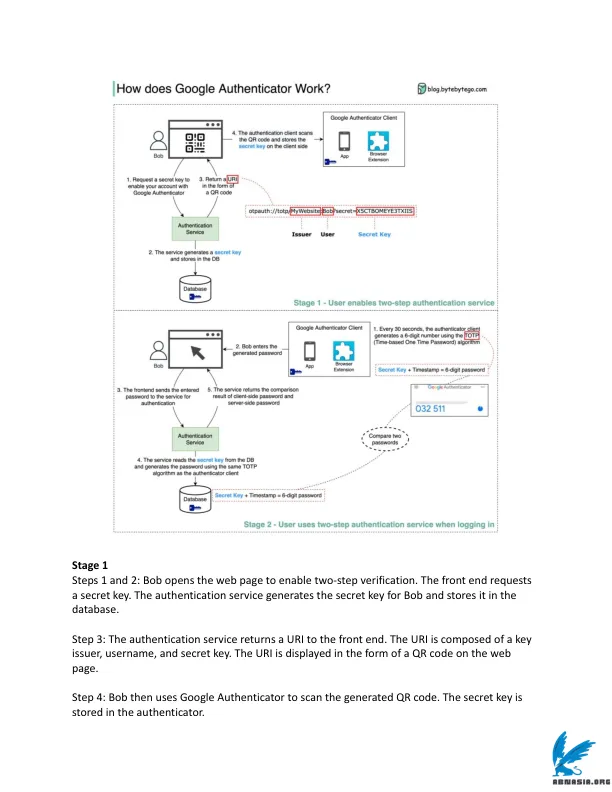 How does Google Authenticator Work?
blog.bytebytego.com
Bob
4. The authentication client scans
the QR code and stores the
secret key on the client side
Google Authenticator Client
App
Browser
Extension
1. Request a secret key to
enable your account with
Google Authenticator
3. Return a URI
in the form of
a QR code
otpauth://totp/MyWebsite:Bob?secret=X5CTBOMEYE3TXIIS
Issuer
User
Secret Key
Authentication
Service
2. The service generates a secret key
and stores in the DB
Database
Stage 1 - User enables two-step authentication service
Bob
2. Bob enters the
generated password
Google Authenticator Client
App
Browser
Extension
1. Every 30 seconds, the authenticator client
generates a 6-digit number using the TOTP
(Time-based One Time Password) algorithm
Secret Key + Timestamp = 6-digit password
Google Authenticator
032 511
3. The frontend sends the entered
password to the service for
authentication
5. The service returns the comparison
result of client-side password and
server-side password
Authentication
Service
Compare two
passwords
4. The service reads the secret key from the DB
and generates the password using the same TOTP
algorithm as the authenticator client
Database
Secret Key + Timestamp = 6-digit password
Stage 2 - User uses two-step authentication service when logging in
Stage 1
Steps 1 and 2: Bob opens the web page to enable two-step verification. The front end requests
a secret key. The authentication service generates the secret key for Bob and stores it in the
database.
Step 3: The authentication service returns a URI to the front end. The URI is composed of a key
issuer, username, and secret key. The URI is displayed in the form of a QR code on the web
page.
Step 4: Bob then uses Google Authenticator to scan the generated QR code. The secret key is
stored in the authenticator.
ABNASIA.ORG